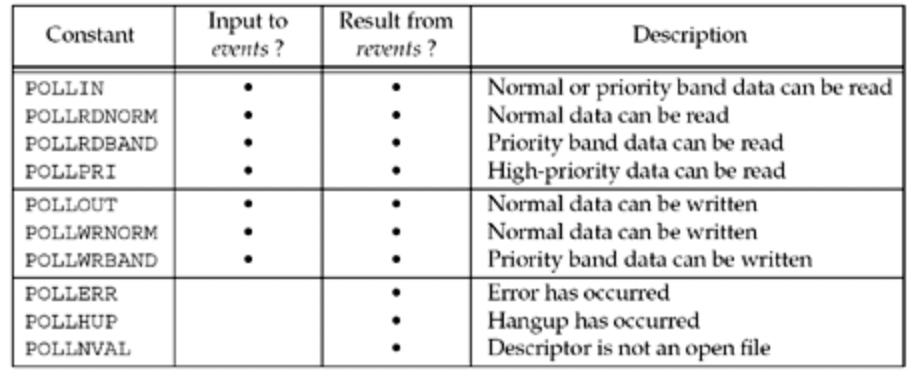 Constant Input to events ? Result from revents ? Description
POLLIN • • Normal or priority band data can be read
POLLRDNORM • • Normal data can be read
POLLRDBAND • • Priority band data can be read
POLLPRI • • High-priority data can be read
POLLOUT • • Normal data can be written
POLLWRNORM • • Normal data can be written
POLLWRBAND • • Priority band data can be written
POLLERR • Error has occurred
POLLHUP • Hangup has occurred
POLLNVAL • Descriptor is not an open file